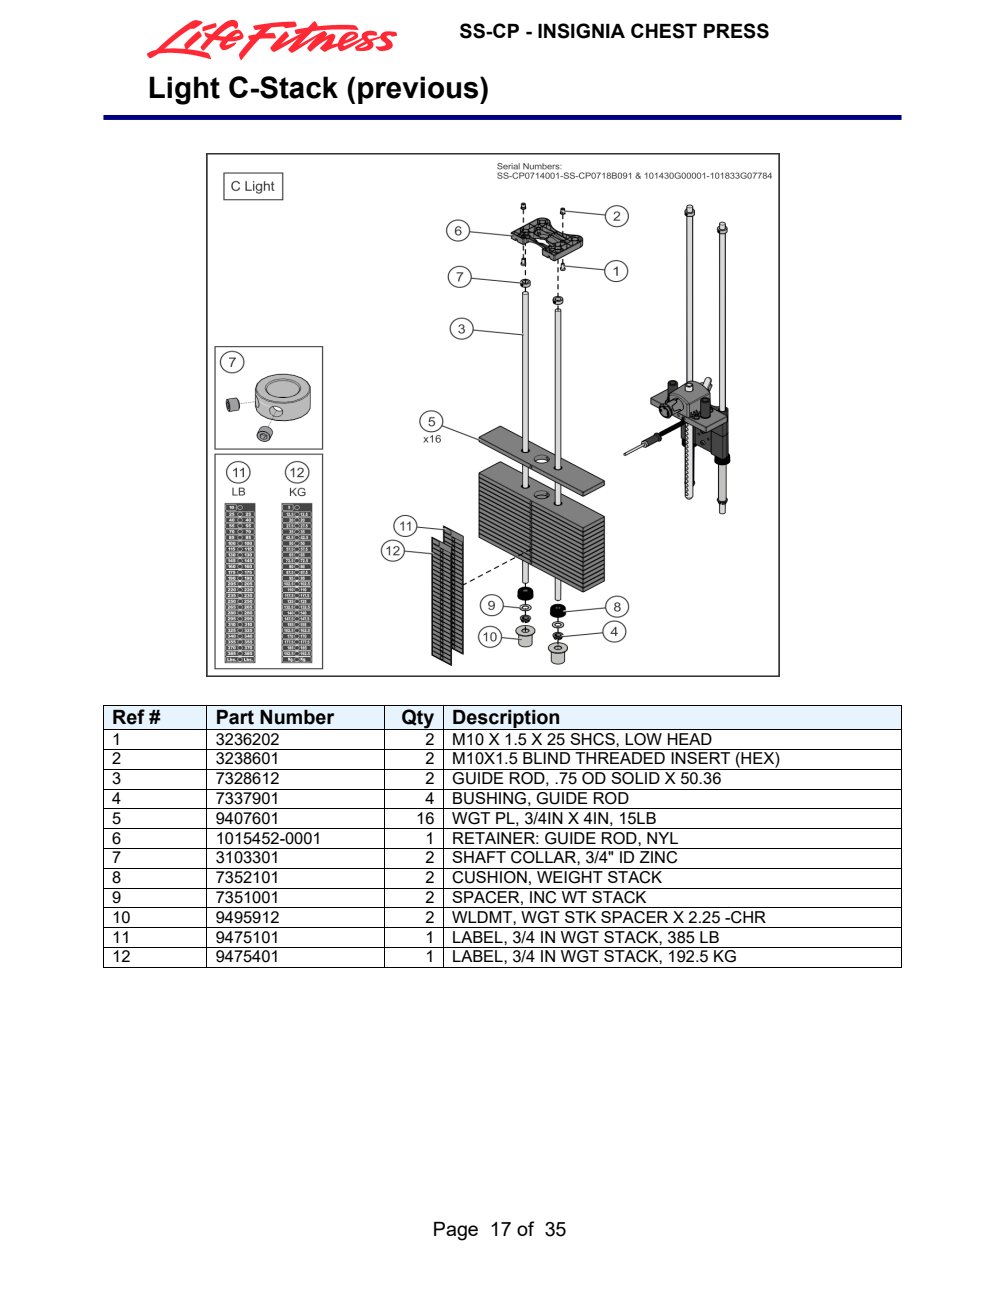 Life Fitness
SS-CP - INSIGNIA CHEST PRESS
Light C-Stack (previous)
Serial Numbers:
SS-CP0714001-SS-CP0718B091 & 101430G00001-101833G07784
C Light
2
6
1
7
3
7
5
x16
11
LB
12
KG
11
12
9
8
10
4
Ref # Part Number Qty Description
1 3236202 2 M10 X 1.5 X 25 SHCS, LOW HEAD
2 3238601 2 M10X1.5 BLIND THREADED INSERT (HEX)
3 7328612 2 GUIDE ROD, .75 OD SOLID X 50.36
4 7337901 4 BUSHING, GUIDE ROD
5 9407601 16 WGT PL, 3/4IN X 4IN, 15LB
6 1015452-0001 1 RETAINER: GUIDE ROD, NYL
7 3103301 2 SHAFT COLLAR, 3/4" ID ZINC
8 7352101 2 CUSHION, WEIGHT STACK
9 7351001 2 SPACER, INC WT STACK
10 9495912 2 WLDMT, WGT STK SPACER X 2.25 -CHR
11 9475101 1 LABEL, 3/4 IN WGT STACK, 385 LB
12 9475401 1 LABEL, 3/4 IN WGT STACK, 192.5 KG
Page 17 of 35